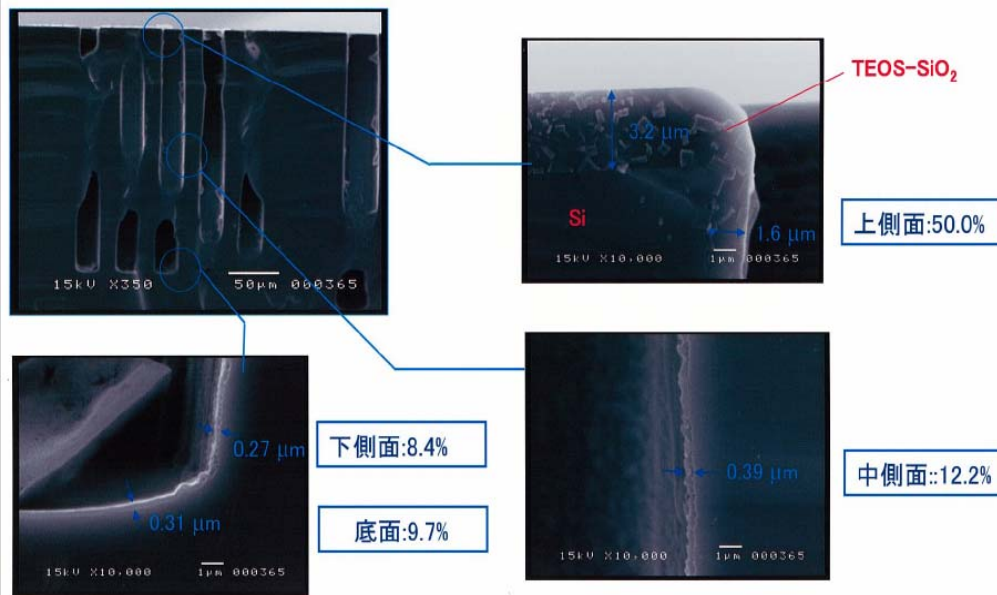 15kV X350 50μm 000365
TEOS-SiO₂
3.2 μm
Si
1.6 μm
15kV X10,000 1μm 000365
上側面:50.0%
0.27 μm
0.31 μm
15kV X10,000 1μm 000365
下側面:8.4%
底面:9.7%
0.39 μm
15kV X10,000 1μm 000365
中側面::12.2%